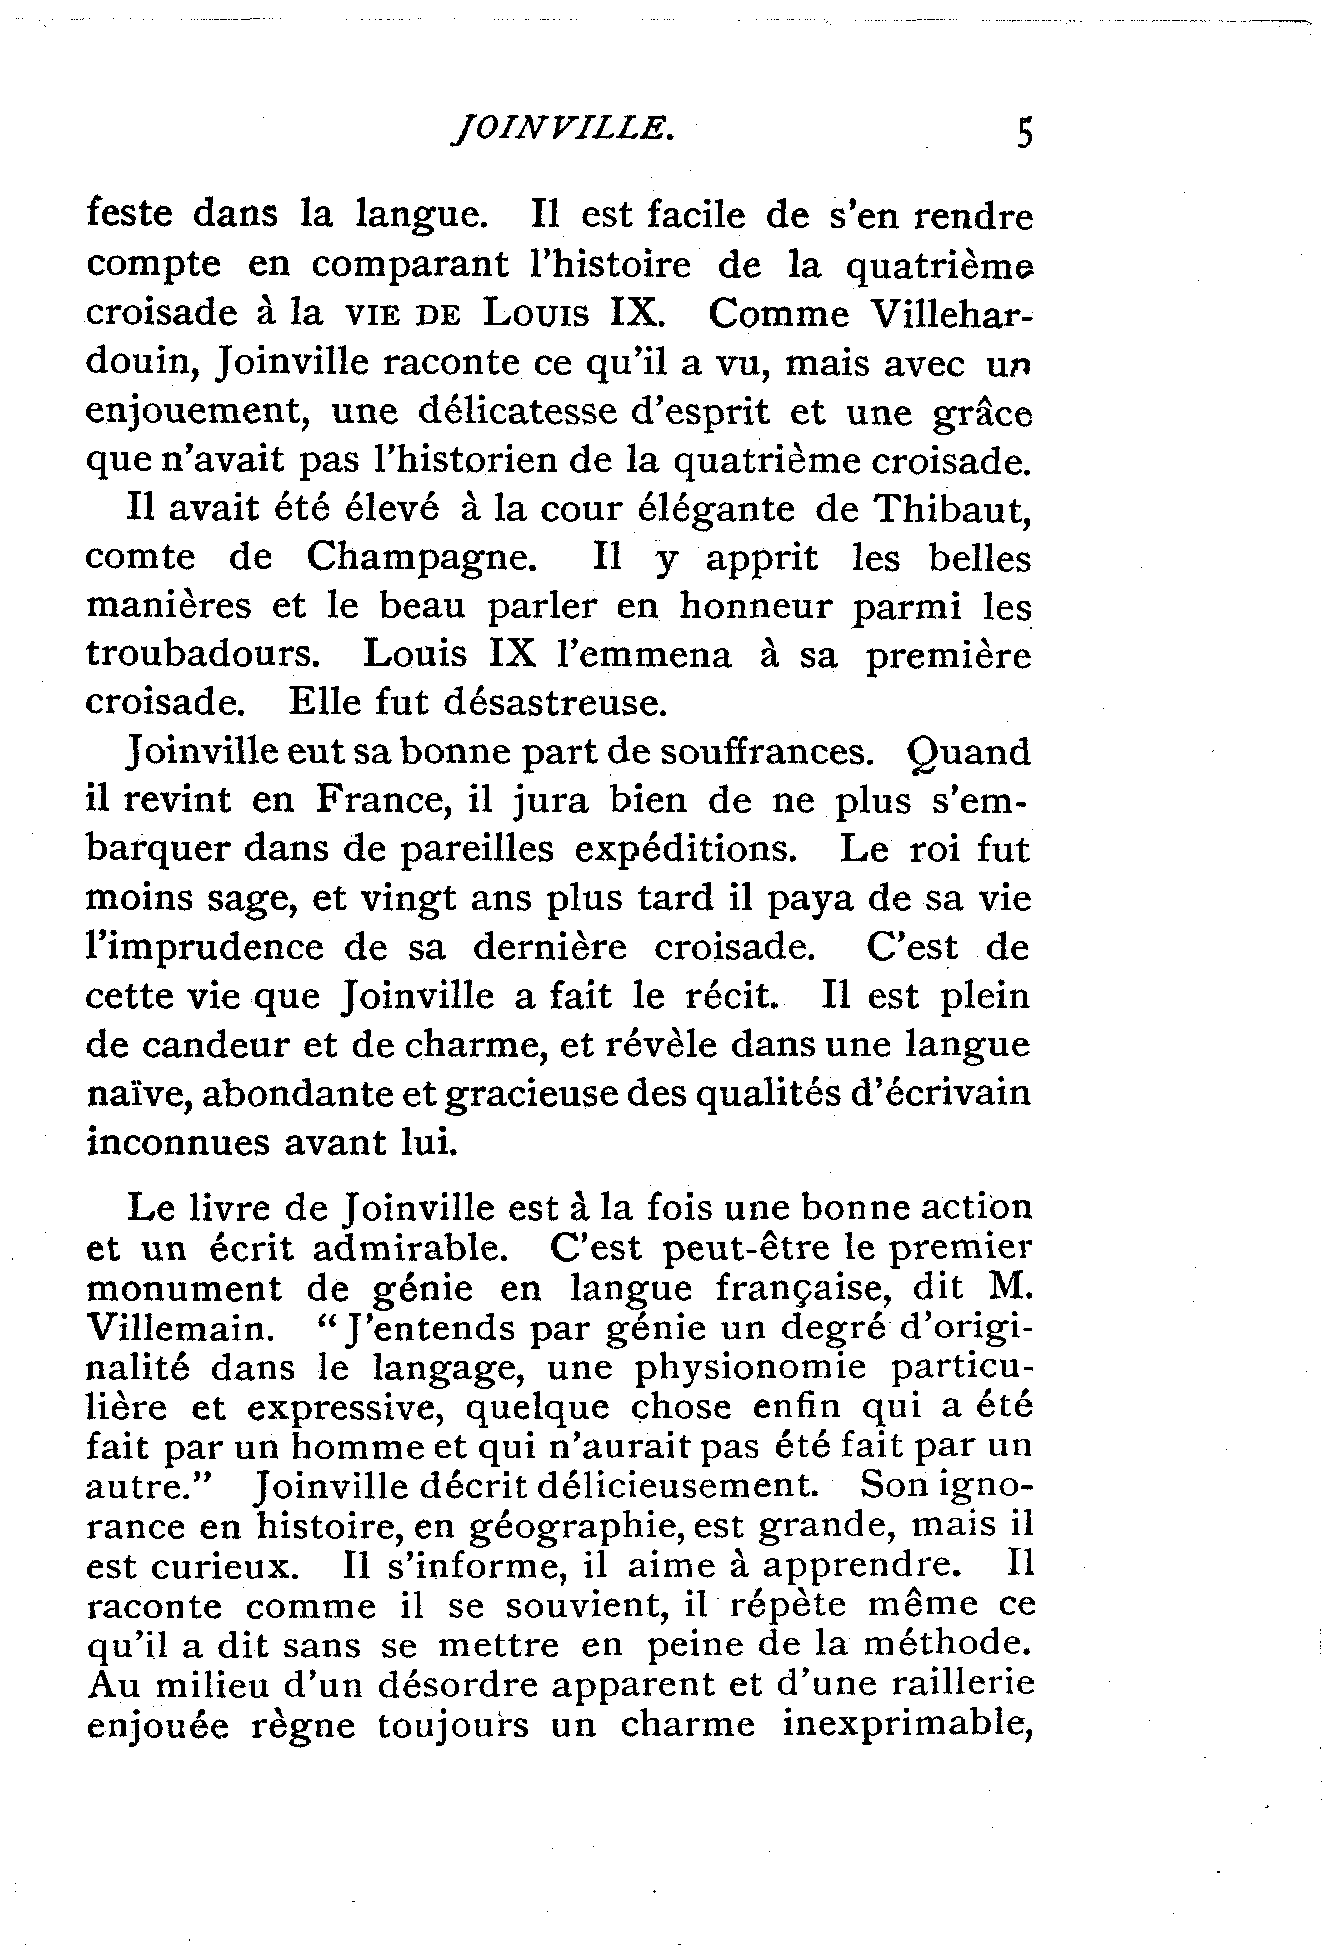 JOINVILLE. 5
feste dans la langue. Il est facile de s'en rendre
compte en comparant l'histoire de la quatrième
croisade à la VIE DE LOUIS IX. Comme Villehar-
douin, Joinville raconte ce qu'il a vu, mais avec un
enjouement, une délicatesse d'esprit et une grâce
que n'avait pas l'historien de la quatrième croisade.
Il avait été élevé à la cour élégante de Thibaut,
comte de Champagne. Il y apprit les belles
manières et le beau parler en honneur parmi les
troubadours. Louis IX l'emmena à sa première
croisade. Elle fut désastreuse.
Joinville eut sa bonne part de souffrances. Quand
il revint en France, il jura bien de ne plus s'em-
barquer dans de pareilles expéditions. Le roi fut
moins sage, et vingt ans plus tard il paya de sa vie
l'imprudence de sa dernière croisade. C'est de
cette vie que Joinville a fait le récit. Il est plein
de candeur et de charme, et révèle dans une langue
naïve, abondante et gracieuse des qualités d'écrivain
inconnues avant lui.
Le livre de Joinville est à la fois une bonne action
et un écrit admirable. C'est peut-être le premier
monument de génie en langue française, dit M.
Villemain. "J'entends par génie un degré d'origi-
nalité dans le langage, une physionomie particu-
lière et expressive, quelque chose enfin qui a été
fait par un homme et qui n'aurait pas été fait par un
autre." Joinville décrit délicieusement. Son igno-
rance en histoire, en géographie, est grande, mais il
est curieux. Il s'informe, il aime à apprendre. Il
raconte comme il se souvient, il répète même ce
qu'il a dit sans se mettre en peine de la méthode.
Au milieu d'un désordre apparent et d'une raillerie
enjouée règne toujours un charme inexprimable,